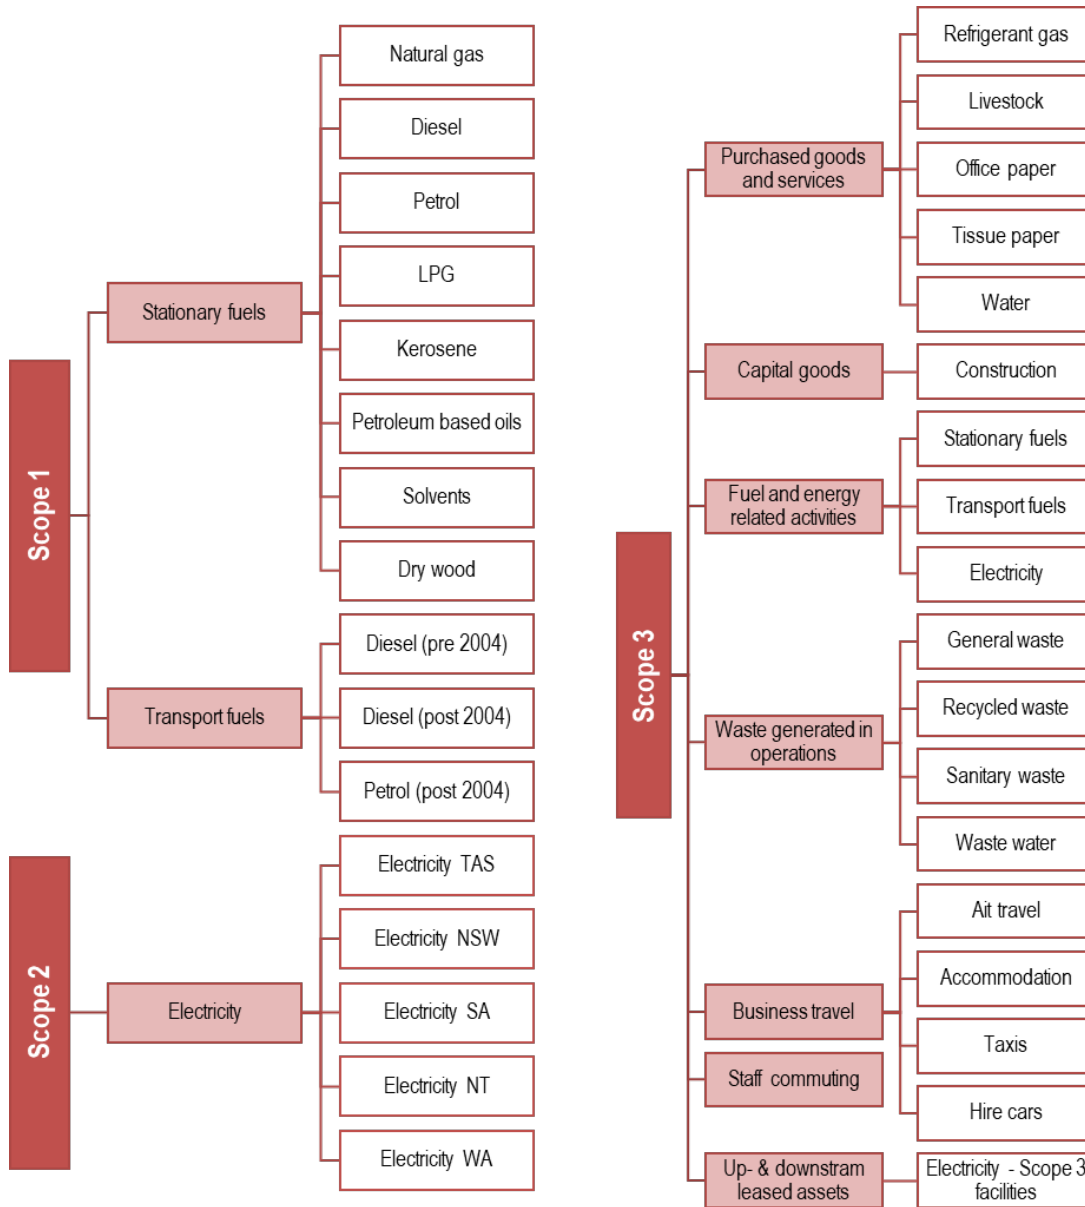 Scope 1
Stationary fuels
Natural gas
Diesel
Petrol
LPG
Kerosene
Petroleum based oils
Solvents
Dry wood
Transport fuels
Diesel (pre 2004)
Diesel (post 2004)
Petrol (post 2004)
Scope 2
Electricity
Electricity TAS
Electricity NSW
Electricity SA
Electricity NT
Electricity WA
Scope 3
Purchased goods
and services
Refrigerant gas
Livestock
Office paper
Tissue paper
Water
Capital goods
Construction
Fuel and energy
related activities
Stationary fuels
Transport fuels
Electricity
Waste generated in
operations
General waste
Recycled waste
Sanitary waste
Waste water
Business travel
Ait travel
Accommodation
Taxis
Hire cars
Staff commuting
Up- & downstram
leased assets
Electricity - Scope 3
facilities